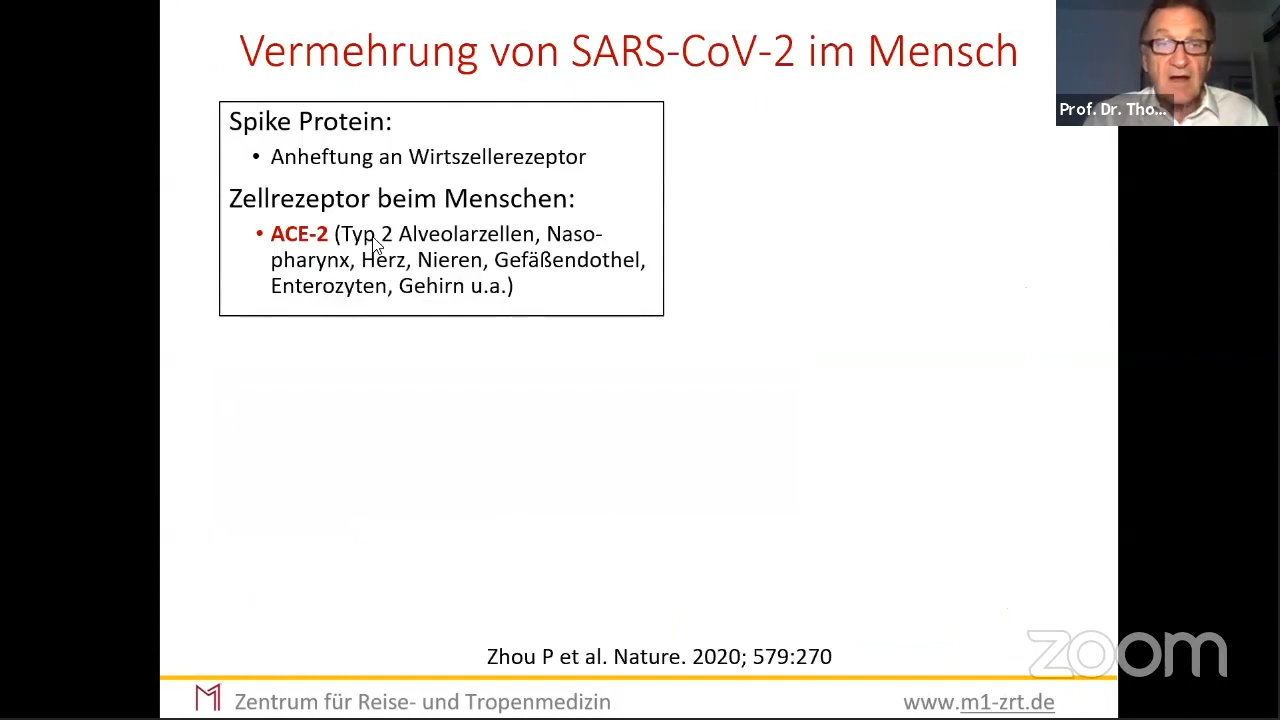 Vermehrung von SARS-CoV-2 im Mensch
Prof. Dr. Tho...
Spike Protein:
• Anheftung an Wirtszellerezeptor
Zellrezeptor beim Menschen:
• ACE-2 (Typ 2 Alveolarzellen, Naso-
pharynx, Herz, Nieren, Gefäßendothel,
Enterozyten, Gehirn u.a.)
Zhou P et al. Nature. 2020; 579:270
zoom
Zentrum für Reise- und Tropenmedizin
www.m1-zrt.de